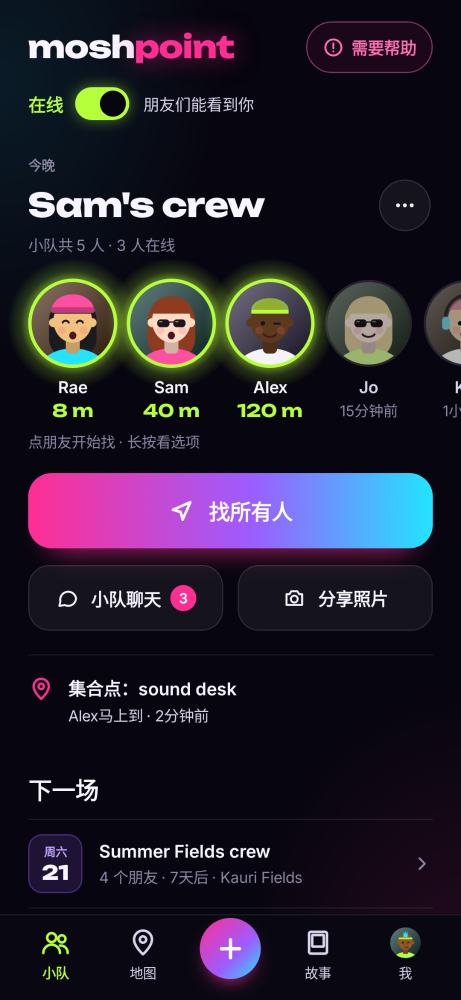 moshpoint
需要帮助
在线
朋友们能看到你
今晚
Sam's crew
小队共 5 人 · 3 人在线
Rae
Sam
Alex
Jo
8 m
40 m
120 m
15分钟前
点朋友开始找 · 长按看选项
找所有人
小队聊天
3
分享照片
集合点：sound desk
Alex马上到 · 2分钟前
下一场
周六
21
Summer Fields crew
4 个朋友 · 7天后 · Kauri Fields
小队
地图
故事
我